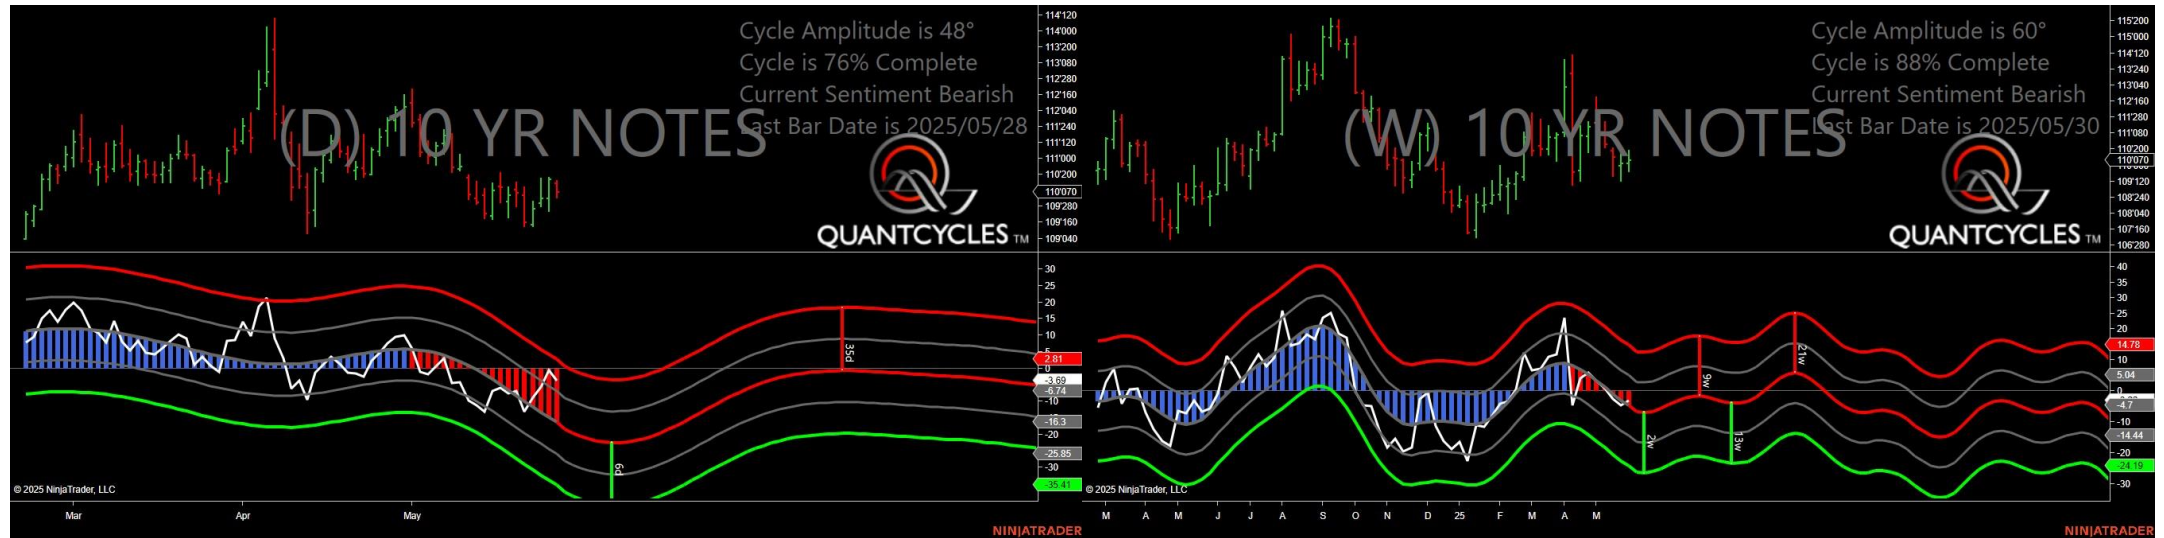 Cycle Amplitude is 48°
Cycle is 76% Complete
Current Sentiment Bearish
Last Bar Date is 2025/05/28
(D) 10 YR NOTES
QUANTCYCLES TM
114'120
114'000
113'200
113'080
112'280
112'160
112'040
111'240
111'120
111'000
110'200
110'070
109'280
109'160
109'040
30
25
20
15
10
5
2.81
0
-3.69
-6.74
-10
-16.3
-20
-25.85
-30
-35.41
35d
6d
© 2025 NinjaTrader, LLC
Mar Apr May
NINJATRADER
Cycle Amplitude is 60°
Cycle is 88% Complete
Current Sentiment Bearish
Last Bar Date is 2025/05/30
(W) 10 YR NOTES
QUANTCYCLES TM
115'200
115'000
114'120
113'240
113'040
112'160
111'280
111'080
110'200
110'070
109'120
108'240
108'040
107'160
106'280
40
35
30
25
20
14.78
10
5.04
0
-4.7
-10
-14.44
-20
-24.19
-30
9w
21w
2w
13w
© 2025 NinjaTrader, LLC
M A M J J A S O N D 25 F M A M
NINJATRADER